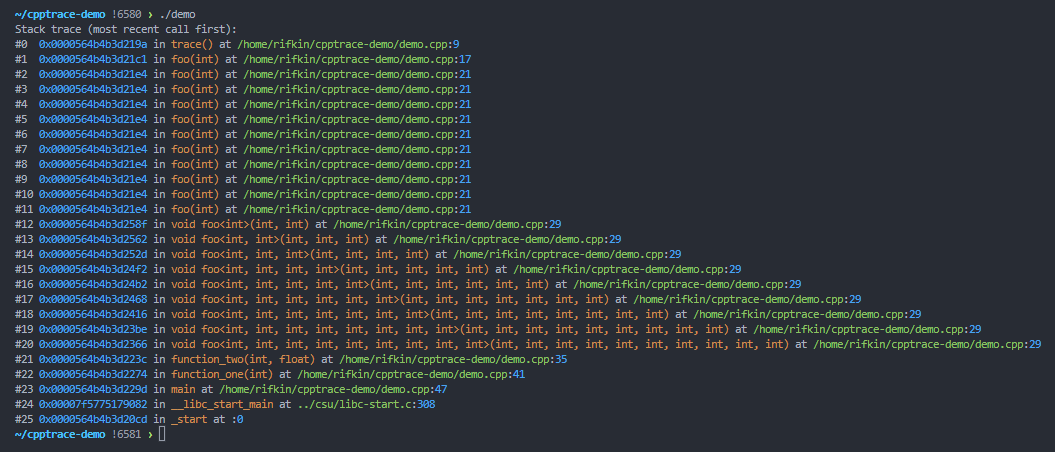 ~/cpptrace-demo !6580 ❯ ./demo
Stack trace (most recent call first):
#0  0x0000564b4b3d219a in trace() at /home/rifkin/cpptrace-demo/demo.cpp:9
#1  0x0000564b4b3d21c1 in foo(int) at /home/rifkin/cpptrace-demo/demo.cpp:17
#2  0x0000564b4b3d21e4 in foo(int) at /home/rifkin/cpptrace-demo/demo.cpp:21
#3  0x0000564b4b3d21e4 in foo(int) at /home/rifkin/cpptrace-demo/demo.cpp:21
#4  0x0000564b4b3d21e4 in foo(int) at /home/rifkin/cpptrace-demo/demo.cpp:21
#5  0x0000564b4b3d21e4 in foo(int) at /home/rifkin/cpptrace-demo/demo.cpp:21
#6  0x0000564b4b3d21e4 in foo(int) at /home/rifkin/cpptrace-demo/demo.cpp:21
#7  0x0000564b4b3d21e4 in foo(int) at /home/rifkin/cpptrace-demo/demo.cpp:21
#8  0x0000564b4b3d21e4 in foo(int) at /home/rifkin/cpptrace-demo/demo.cpp:21
#9  0x0000564b4b3d21e4 in foo(int) at /home/rifkin/cpptrace-demo/demo.cpp:21
#10 0x0000564b4b3d21e4 in foo(int) at /home/rifkin/cpptrace-demo/demo.cpp:21
#11 0x0000564b4b3d21e4 in foo(int) at /home/rifkin/cpptrace-demo/demo.cpp:21
#12 0x0000564b4b3d258f in void foo<int>(int, int) at /home/rifkin/cpptrace-demo/demo.cpp:29
#13 0x0000564b4b3d2562 in void foo<int, int>(int, int, int) at /home/rifkin/cpptrace-demo/demo.cpp:29
#14 0x0000564b4b3d252d in void foo<int, int, int>(int, int, int, int) at /home/rifkin/cpptrace-demo/demo.cpp:29
#15 0x0000564b4b3d24f2 in void foo<int, int, int, int>(int, int, int, int, int) at /home/rifkin/cpptrace-demo/demo.cpp:29
#16 0x0000564b4b3d24b2 in void foo<int, int, int, int, int>(int, int, int, int, int, int) at /home/rifkin/cpptrace-demo/demo.cpp:29
#17 0x0000564b4b3d2468 in void foo<int, int, int, int, int, int>(int, int, int, int, int, int, int) at /home/rifkin/cpptrace-demo/demo.cpp:29
#18 0x0000564b4b3d2416 in void foo<int, int, int, int, int, int, int>(int, int, int, int, int, int, int, int) at /home/rifkin/cpptrace-demo/demo.cpp:29
#19 0x0000564b4b3d23be in void foo<int, int, int, int, int, int, int, int>(int, int, int, int, int, int, int, int, int) at /home/rifkin/cpptrace-demo/demo.cpp:29
#20 0x0000564b4b3d2366 in void foo<int, int, int, int, int, int, int, int, int>(int, int, int, int, int, int, int, int, int, int) at /home/rifkin/cpptrace-demo/demo.cpp:29
#21 0x0000564b4b3d223c in function_two(int, float) at /home/rifkin/cpptrace-demo/demo.cpp:35
#22 0x0000564b4b3d2274 in function_one(int) at /home/rifkin/cpptrace-demo/demo.cpp:41
#23 0x0000564b4b3d229d in main at /home/rifkin/cpptrace-demo/demo.cpp:47
#24 0x00007f5775179082 in __libc_start_main at ../csu/libc-start.c:308
#25 0x0000564b4b3d20cd in _start at :0
~/cpptrace-demo !6581 ❯